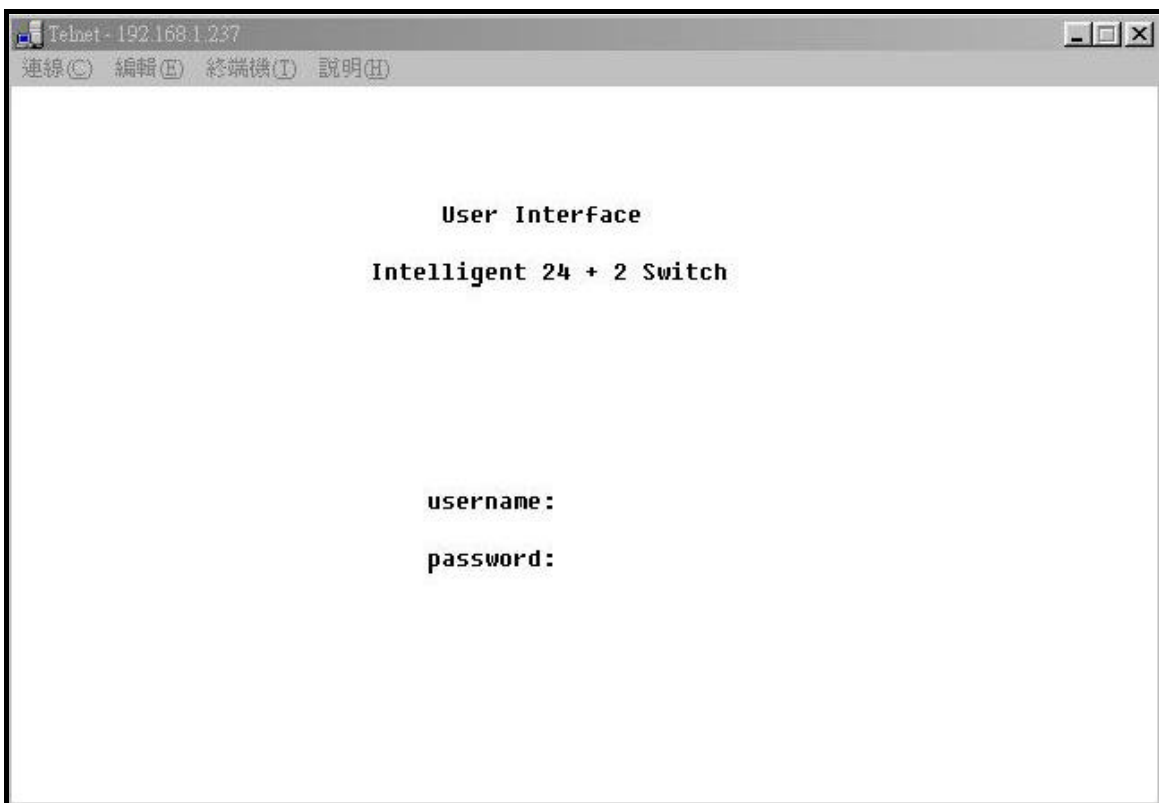 Telnet - 192.168.1.237
連線(C) 編輯(E) 終端機(T) 說明(H)
User Interface
Intelligent 24 + 2 Switch
username:
password: